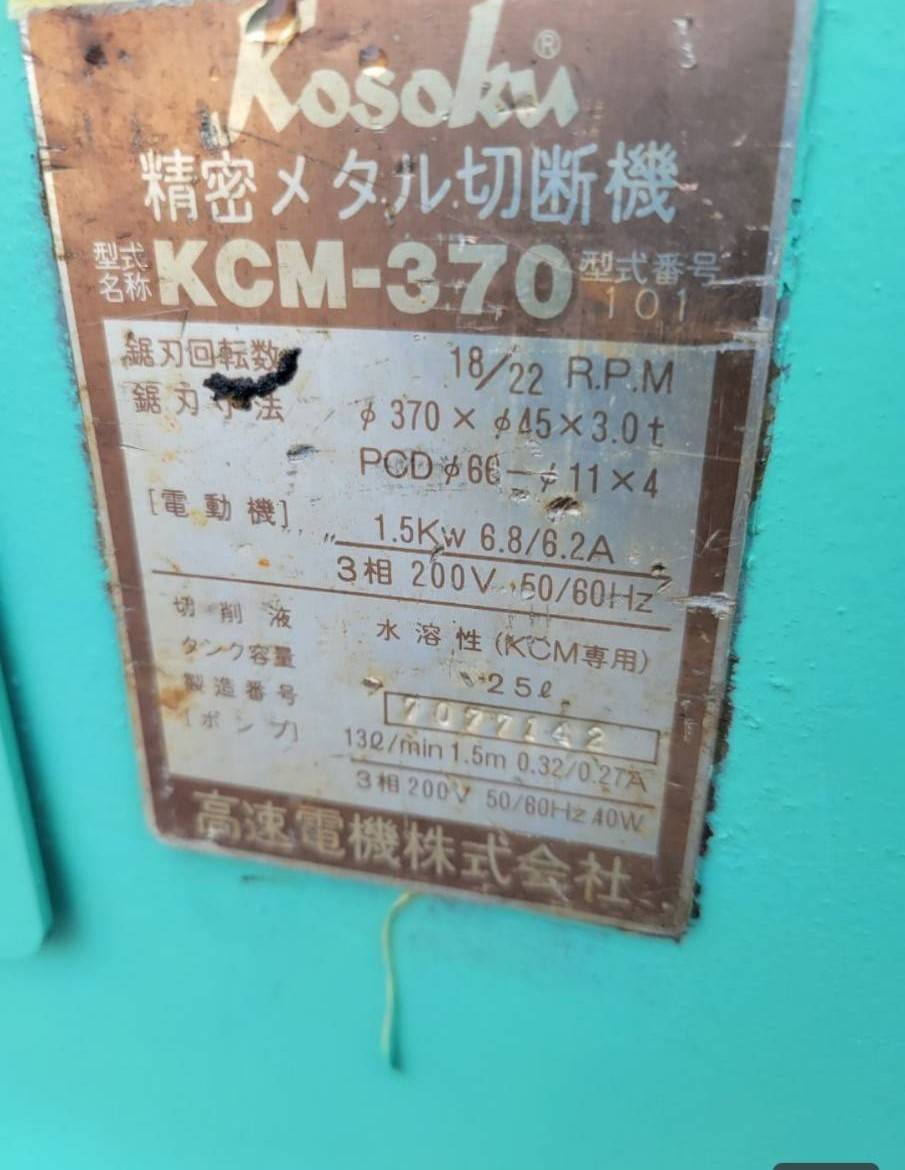 Kosoku®
精密メタル切断機
型式名称 KCM-370 型式番号 101
鋸刃回転数 18/22 R.P.M
鋸刃寸法 φ370×φ45×3.0t
PCDφ66-φ11×4
[電動機] 1.5Kw 6.8/6.2A
3相 200V 50/60Hz
切削液 水溶性(KCM専用)
タンク容量 25ℓ
製造番号 7077142
[ポンプ] 13ℓ/min 1.5m 0.32/0.27A
3相 200V 50/60Hz 40W
高速電機株式会社